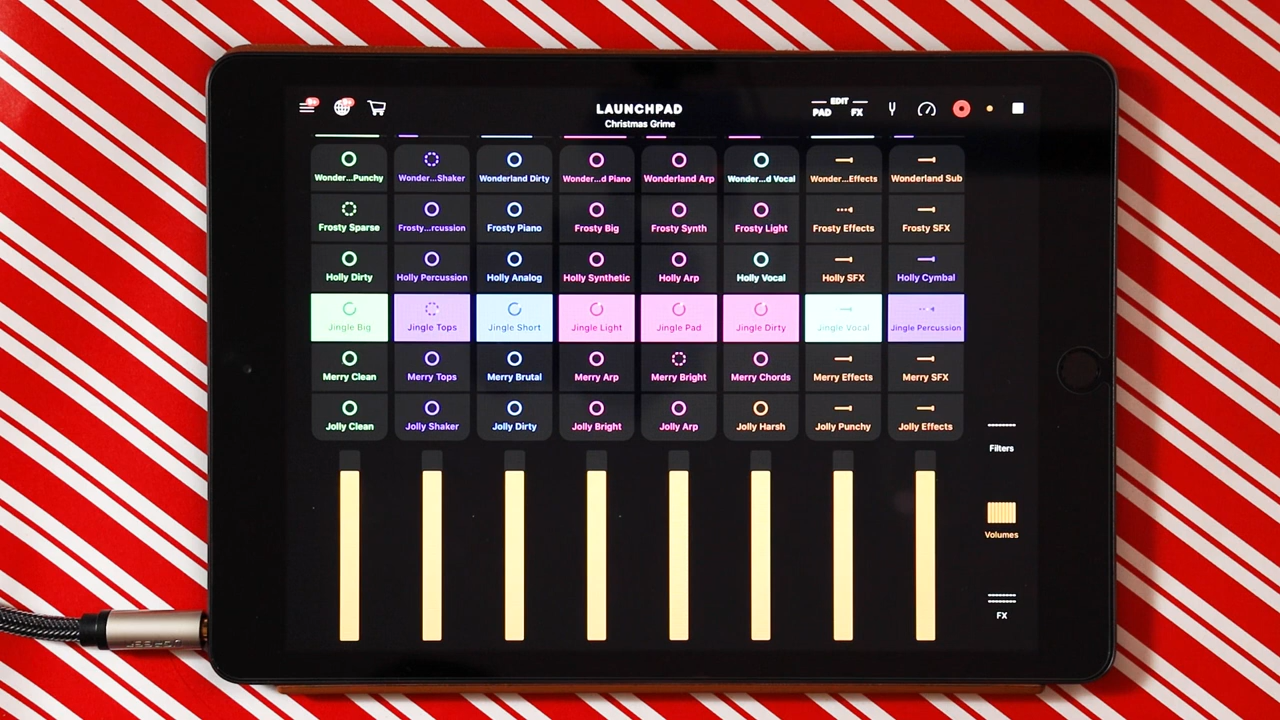 9+ 9+
LAUNCHPAD
Christmas Grime
EDIT
PAD FX
Wonder...Punchy Wonder...Shaker Wonderland Dirty Wonder...d Piano Wonderland Arp Wonder...d Vocal Wonder...Effects Wonderland Sub
Frosty Sparse Frosty...rcussion Frosty Piano Frosty Big Frosty Synth Frosty Light Frosty Effects Frosty SFX
Holly Dirty Holly Percussion Holly Analog Holly Synthetic Holly Arp Holly Vocal Holly SFX Holly Cymbal
Jingle Big Jingle Tops Jingle Short Jingle Light Jingle Pad Jingle Dirty Jingle Vocal Jingle Percussion
Merry Clean Merry Tops Merry Brutal Merry Arp Merry Bright Merry Chords Merry Effects Merry SFX
Jolly Clean Jolly Shaker Jolly Dirty Jolly Bright Jolly Arp Jolly Harsh Jolly Punchy Jolly Effects
Filters
Volumes
FX